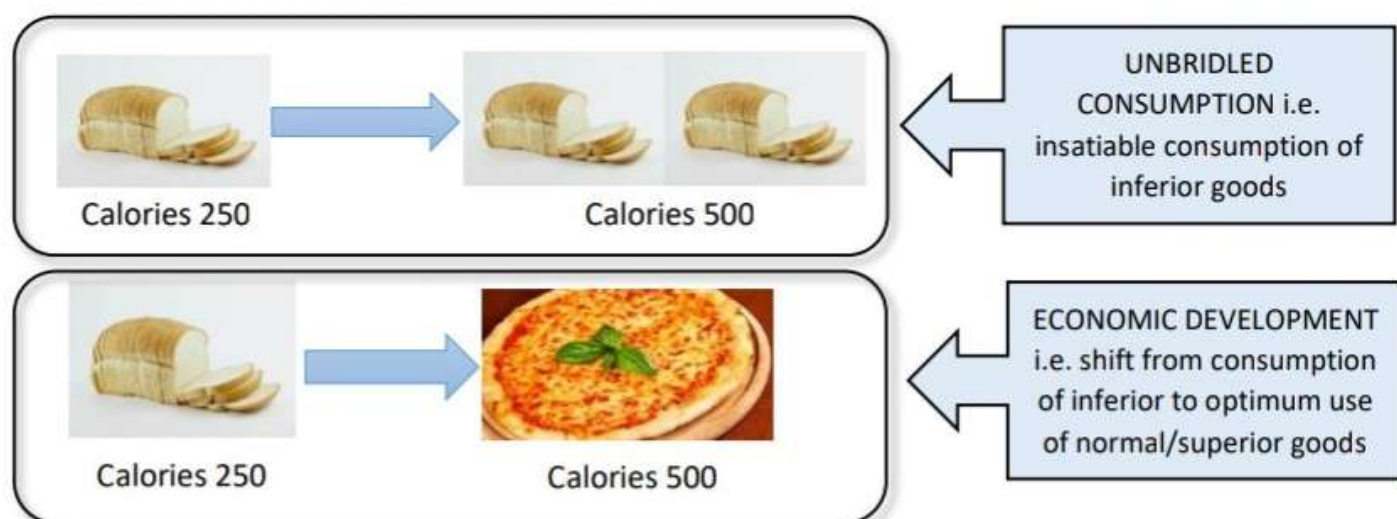 UNBRIDLED
CONSUMPTION i.e.
insatiable consumption of
inferior goods
Calories 250
Calories 500
ECONOMIC DEVELOPMENT
i.e. shift from consumption
of inferior to optimum use
of normal/superior goods
Calories 250
Calories 500